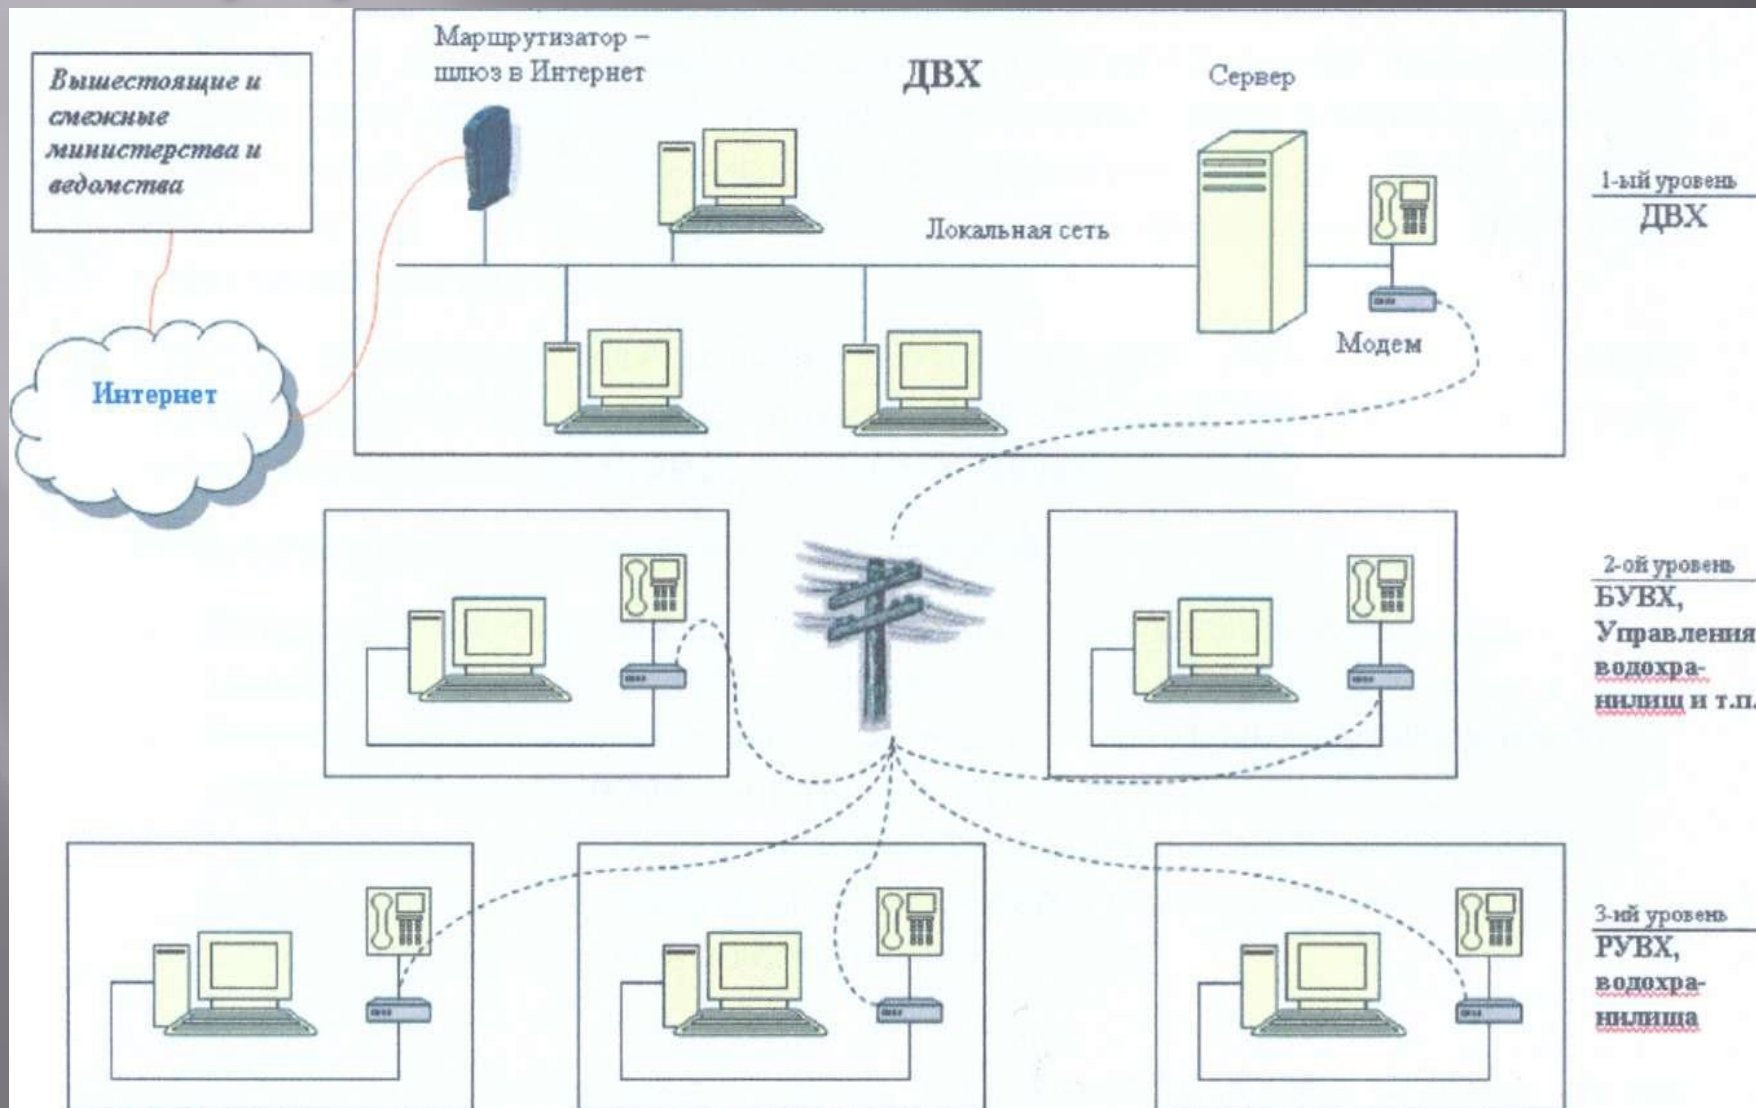 Вышестоящие и
смежные
министерства и
ведомства
Маршрутизатор –
шлюз в Интернет
ДВХ
Сервер
Локальная сеть
Модем
Интернет
1-ый уровень
ДВХ
2-ой уровень
БУВХ,
Управления
водохра-
нилищ и т.п.
3-ий уровень
РУВХ,
водохра-
нилища